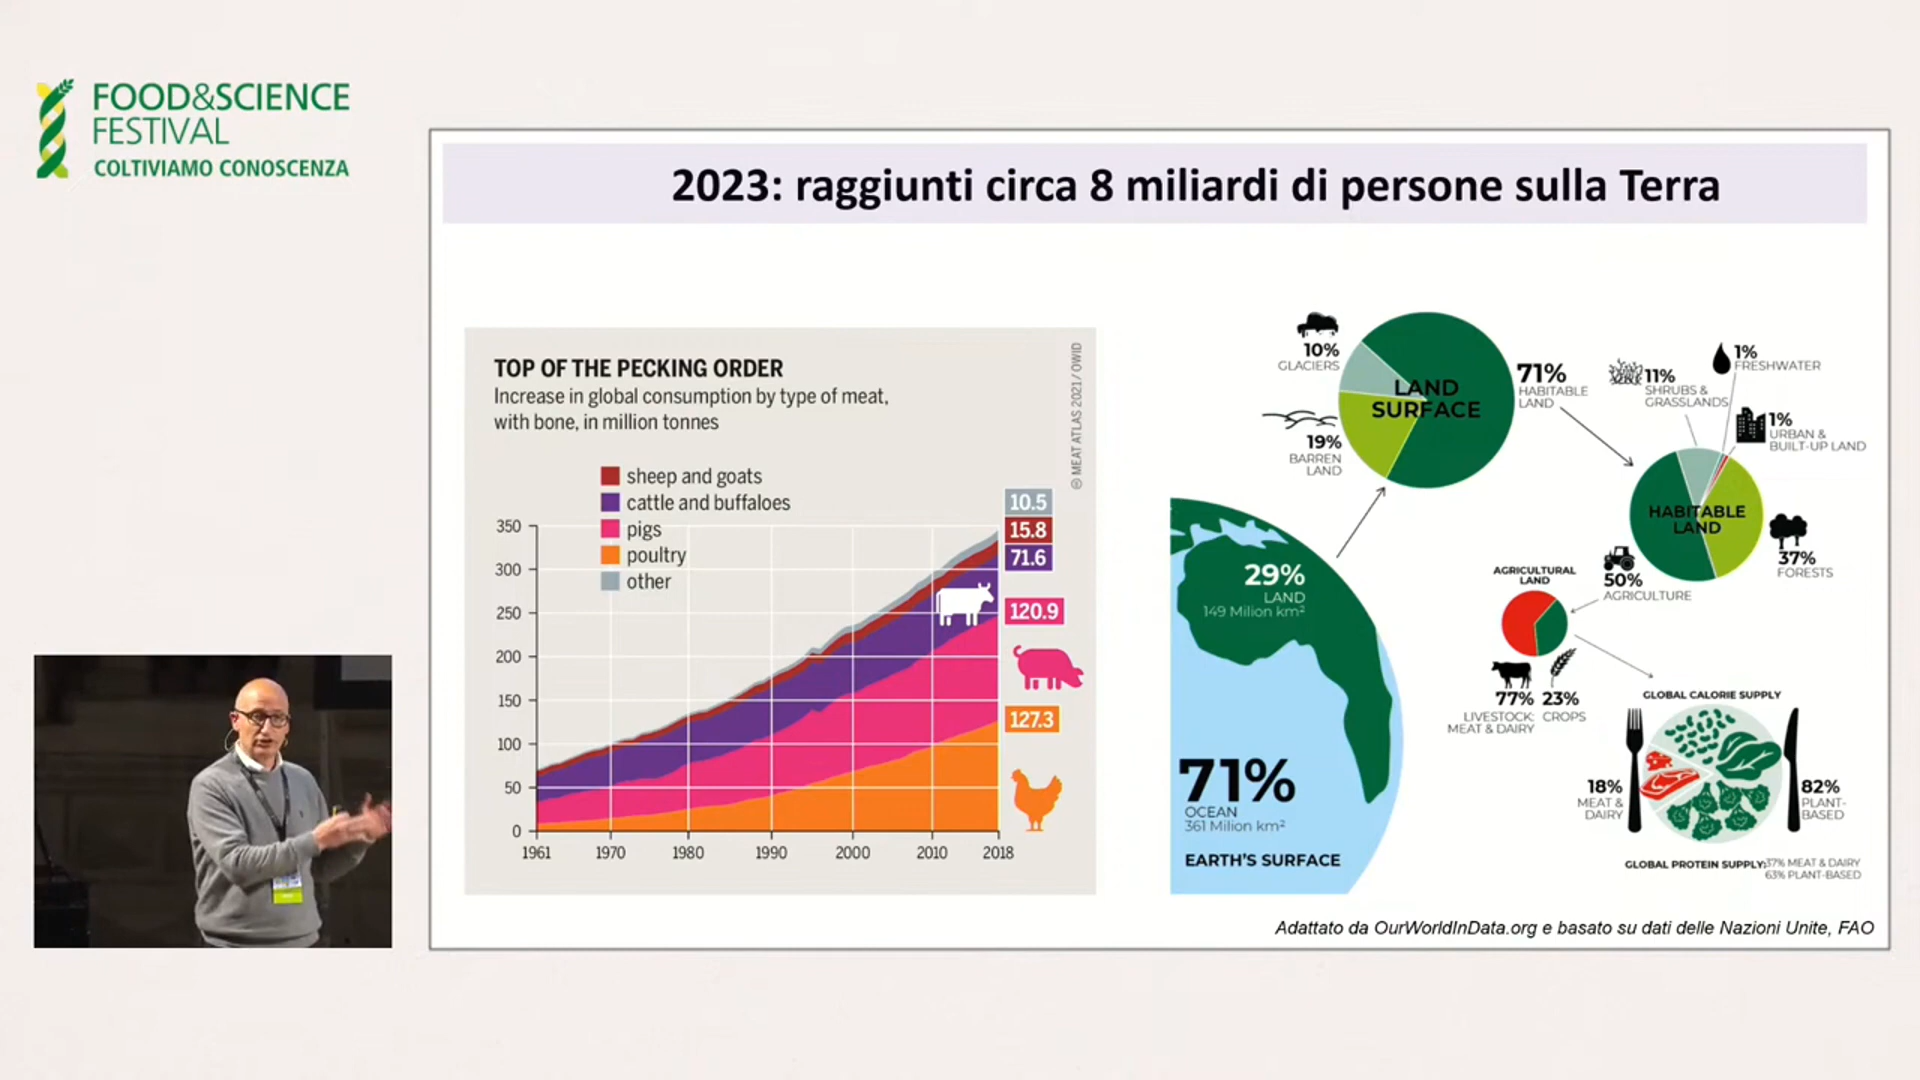 FOOD&SCIENCE
FESTIVAL
COLTIVIAMO CONOSCENZA
2023: raggiunti circa 8 miliardi di persone sulla Terra
TOP OF THE PECKING ORDER
Increase in global consumption by type of meat,
with bone, in million tonnes
© MEAT ATLAS 2021 / OWID
sheep and goats
cattle and buffaloes
pigs
poultry
other
350
300
250
200
150
100
50
0
1961
1970
1980
1990
2000
2010
2018
10.5
15.8
71.6
120.9
127.3
10%
GLACIERS
19%
BARREN
LAND
LAND
SURFACE
71%
HABITABLE
LAND
11%
SHRUBS &
GRASSLANDS
1%
FRESHWATER
1%
URBAN &
BUILT-UP LAND
HABITABLE
LAND
37%
FORESTS
50%
AGRICULTURE
AGRICULTURAL
LAND
77%
LIVESTOCK:
MEAT & DAIRY
23%
CROPS
29%
LAND
149 Milion km²
71%
OCEAN
361 Milion km²
EARTH'S SURFACE
GLOBAL CALORIE SUPPLY
18%
MEAT &
DAIRY
82%
PLANT-
BASED
GLOBAL PROTEIN SUPPLY: 37% MEAT & DAIRY
63% PLANT-BASED
Adattato da OurWorldInData.org e basato su dati delle Nazioni Unite, FAO